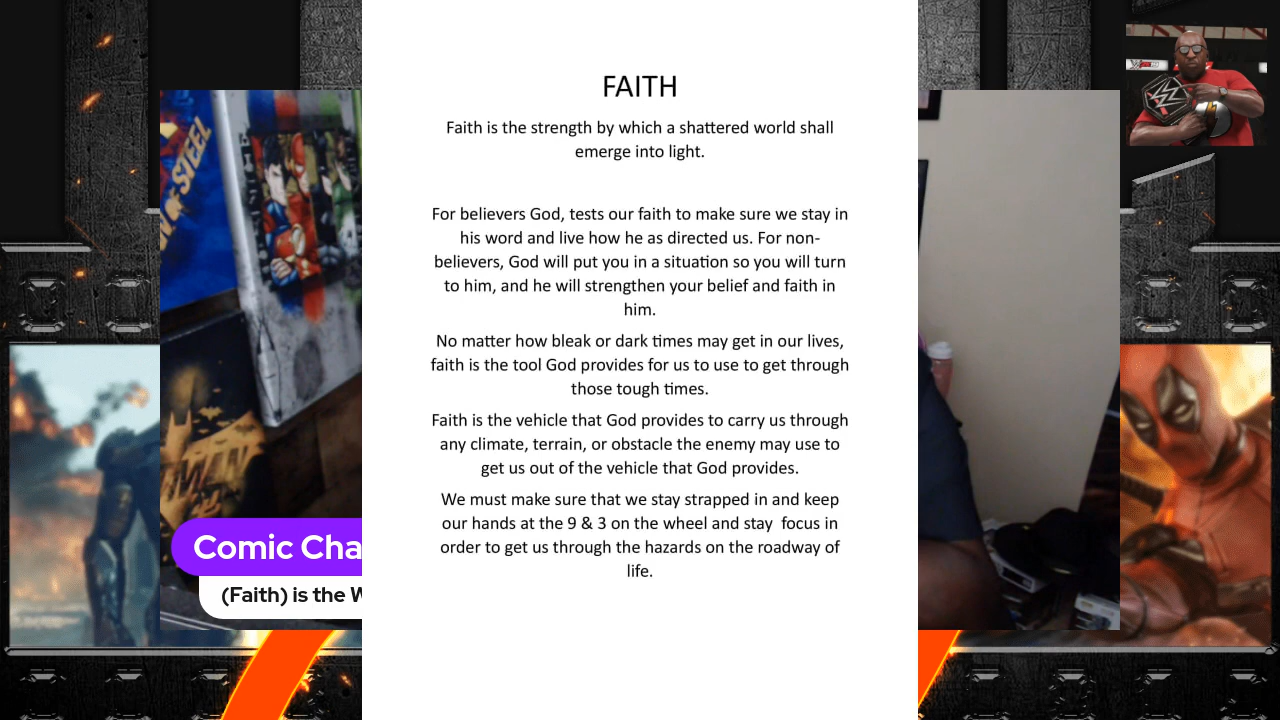 FAITH
Faith is the strength by which a shattered world shall
emerge into light.
For believers God, tests our faith to make sure we stay in
his word and live how he as directed us. For non-
believers, God will put you in a situation so you will turn
to him, and he will strengthen your belief and faith in
him.
No matter how bleak or dark times may get in our lives,
faith is the tool God provides for us to use to get through
those tough times.
Faith is the vehicle that God provides to carry us through
any climate, terrain, or obstacle the enemy may use to
get us out of the vehicle that God provides.
We must make sure that we stay strapped in and keep
our hands at the 9 & 3 on the wheel and stay  focus in
order to get us through the hazards on the roadway of
life.
OF STEEL
Comic Cha
(Faith) is the W